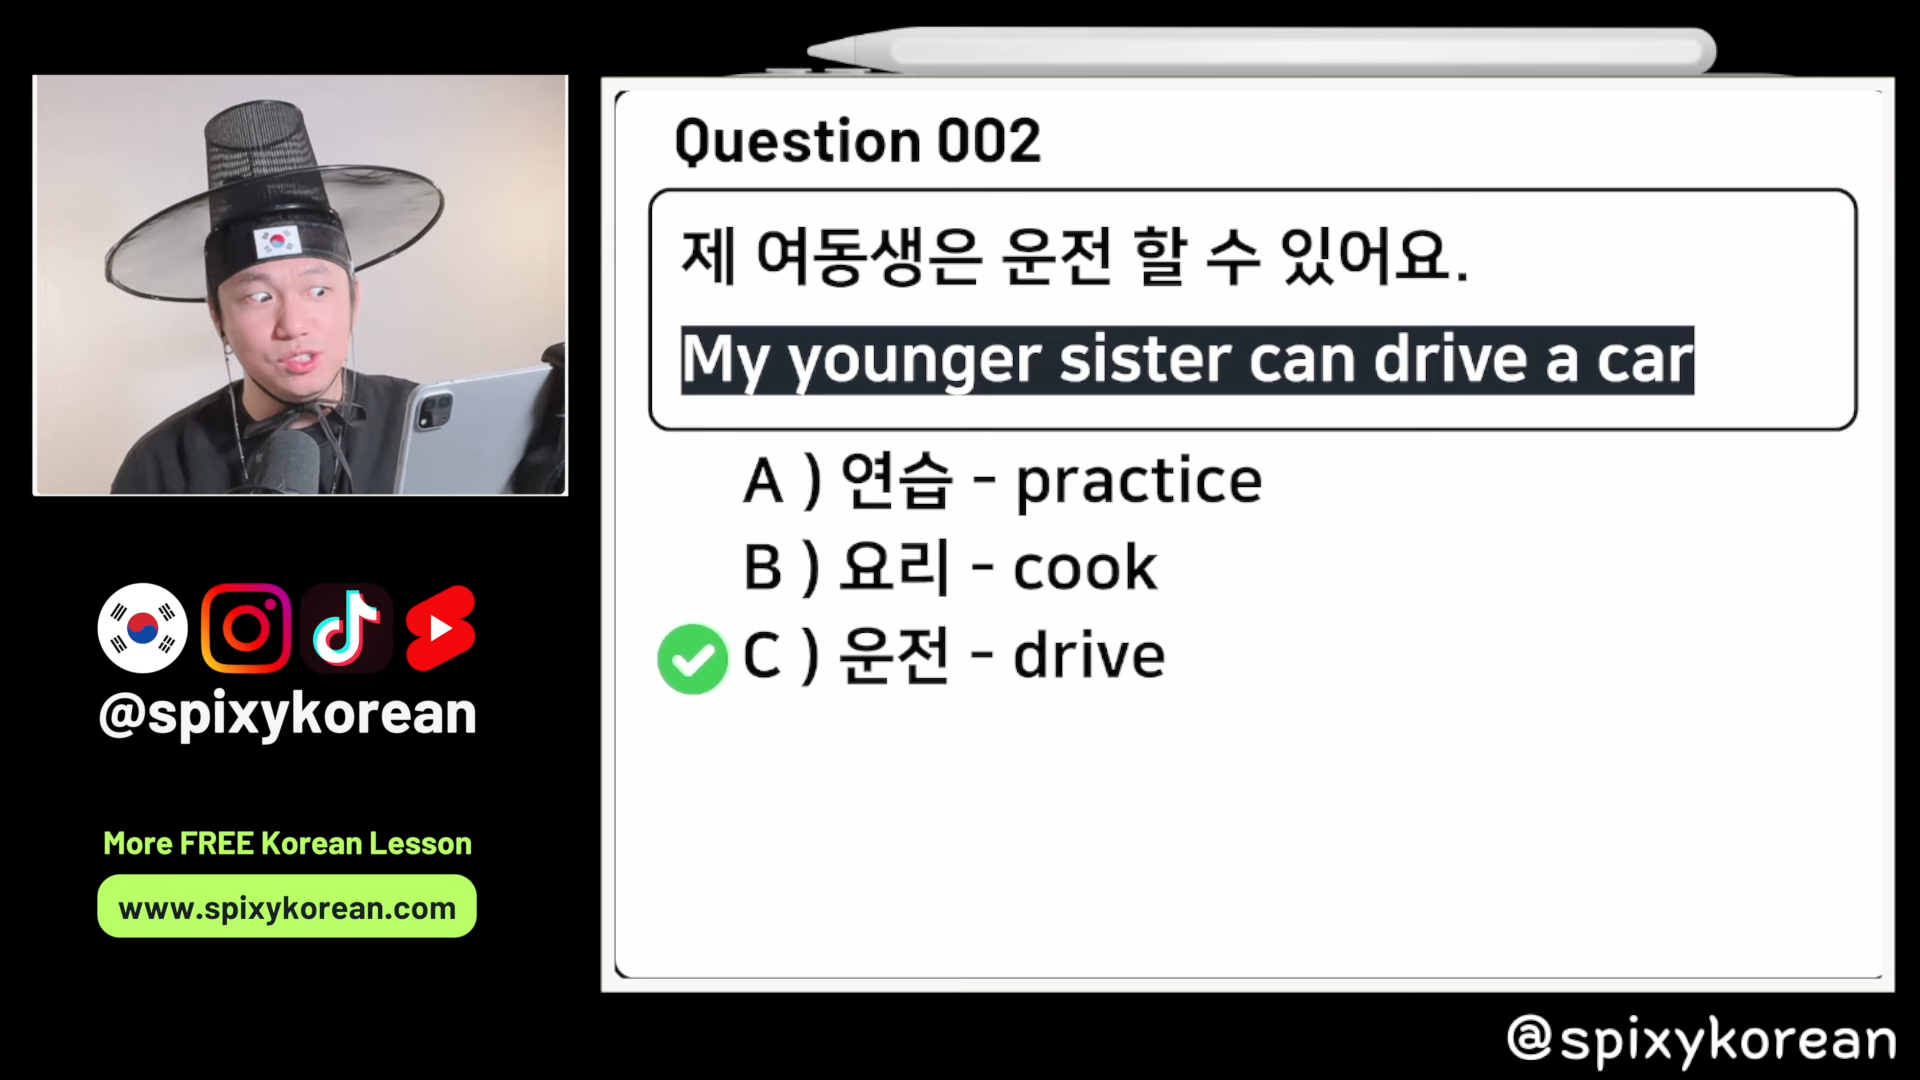 Question 002
제 여동생은 운전 할 수 있어요.
My younger sister can drive a car
A ) 연습 - practice
B ) 요리 - cook
C ) 운전 - drive
@spixykorean
More FREE Korean Lesson
www.spixykorean.com
@spixykorean